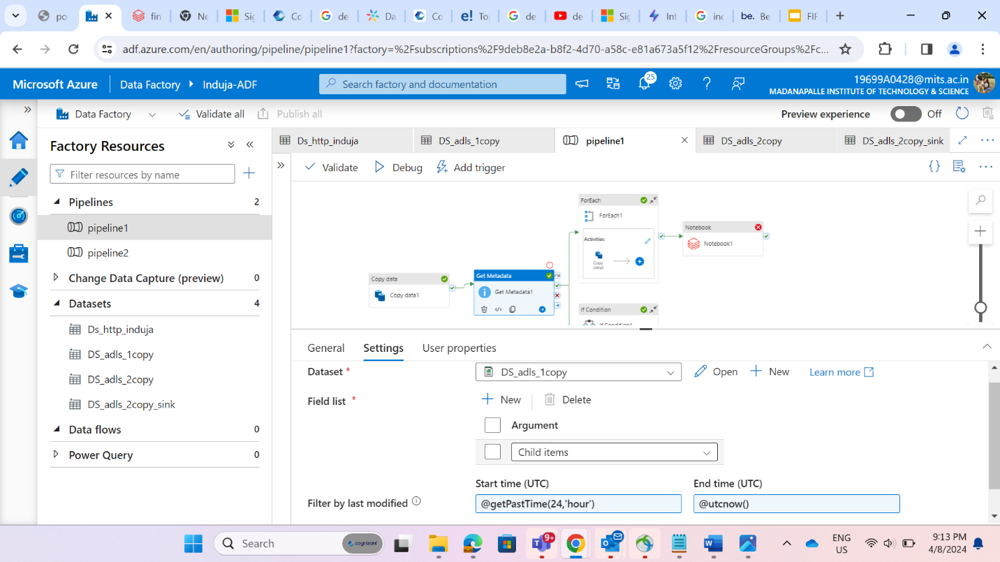 po
fin
Ne
Sig
Co
de
Da
Co
e! Top
de
de
Sig
Int
inc
be. Be
FIF
adf.azure.com/en/authoring/pipeline/pipeline1?factory=%2Fsubscriptions%2F9deb8e2a-b8f2-4d70-a58c-e81a673a5f12%2FresourceGroups%2Fc...
Microsoft Azure
Data Factory
Induja-ADF
Search factory and documentation
25
19699A0428@mits.ac.in
MADANAPALLE INSTITUTE OF TECHNOLOGY & SCIENCE
Data Factory
Validate all
Publish all
Preview experience
Off
Factory Resources
Ds_http_induja
DS_adls_1copy
pipeline1
DS_adls_2copy
DS_adls_2copy_sink
Filter resources by name
Validate
Debug
Add trigger
Pipelines 2
pipeline1
pipeline2
Change Data Capture (preview) 0
Datasets 4
Ds_http_induja
DS_adls_1copy
DS_adls_2copy
DS_adls_2copy_sink
Data flows 0
Power Query 0
ForEach
ForEach1
Activities
Copy
data2
Notebook
Notebook1
Copy data
Copy data1
Get Metadata
Get Metadata1
If Condition
If Condition1
General
Settings
User properties
Dataset *
DS_adls_1copy
Open
New
Learn more
Field list *
New
Delete
Argument
Child items
Start time (UTC)
End time (UTC)
Filter by last modified
@getPastTime(24,'hour')
@utcnow()
Search
cognizant
9+
ENG
US
9:13 PM
4/8/2024